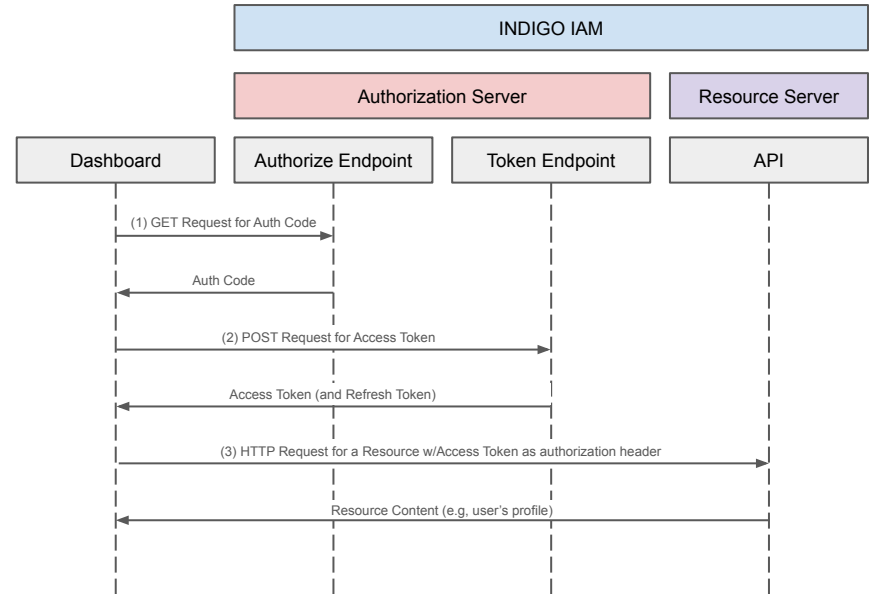 INDIGO IAM
Authorization Server
Resource Server
Dashboard
Authorize Endpoint
Token Endpoint
API
(1) GET Request for Auth Code
Auth Code
(2) POST Request for Access Token
Access Token (and Refresh Token)
(3) HTTP Request for a Resource w/Access Token as authorization header
Resource Content (e.g, user's profile)